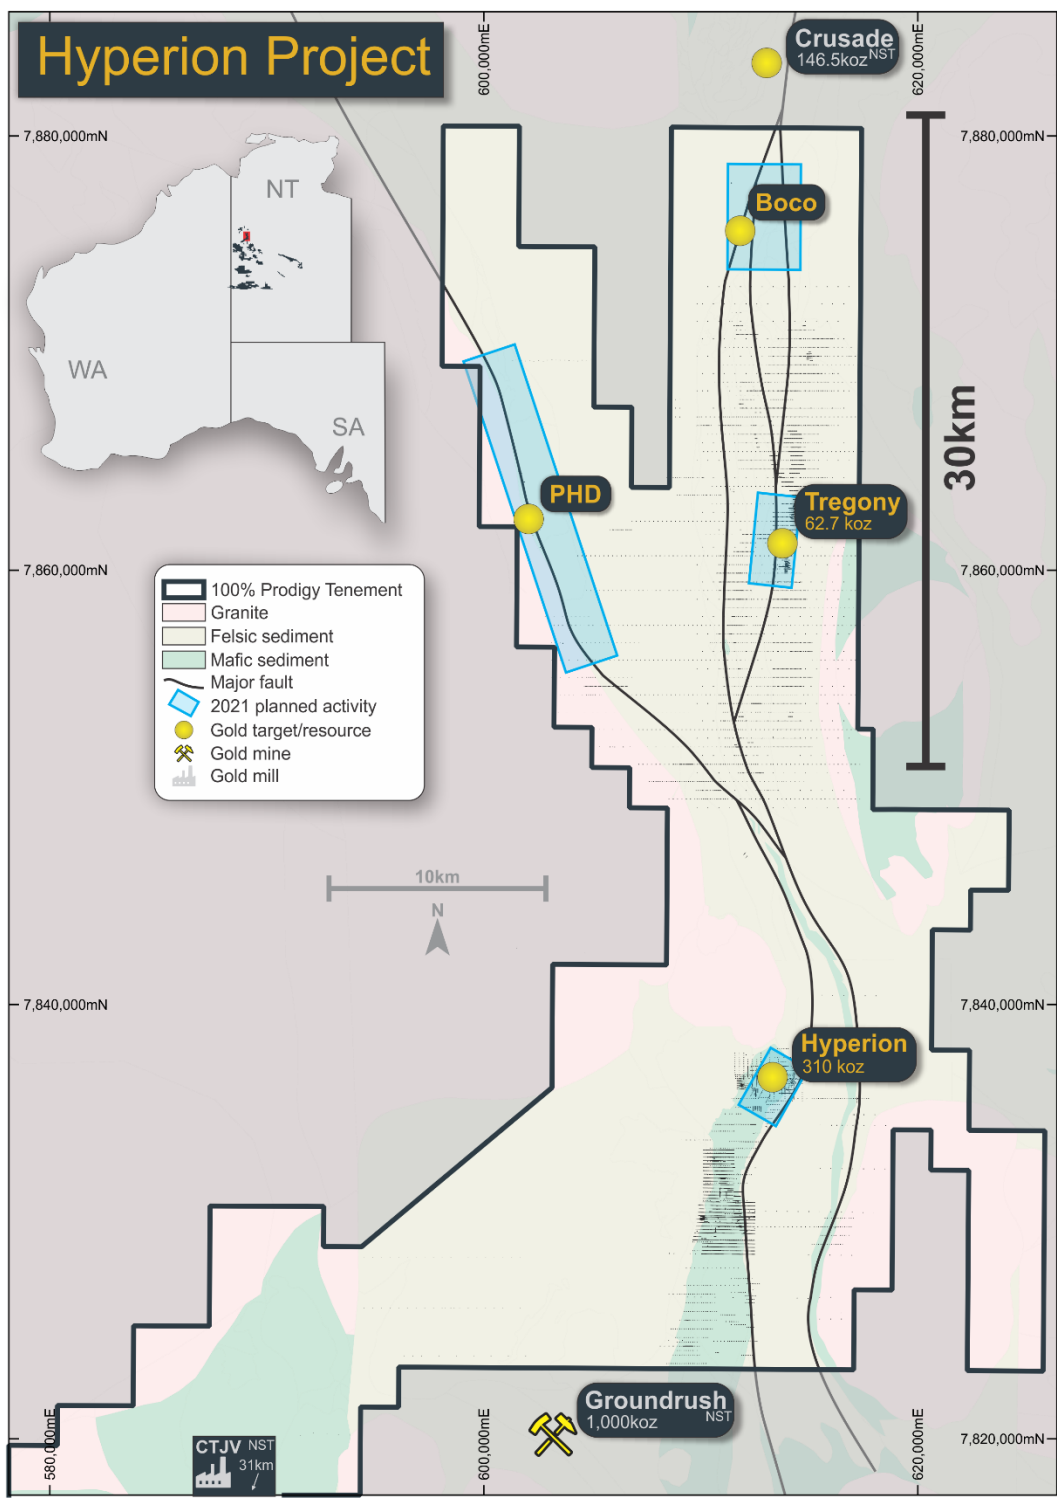 Hyperion Project
600,000mE
620,000mE
Crusade
146.5koz NST
7,880,000mN
7,880,000mN
NT
WA
SA
Boco
30km
PHD
Tregony
62.7 koz
7,860,000mN
7,860,000mN
100% Prodigy Tenement
Granite
Felsic sediment
Mafic sediment
Major fault
2021 planned activity
Gold target/resource
Gold mine
Gold mill
10km
N
7,840,000mN
7,840,000mN
Hyperion
310 koz
Groundrush
1,000koz NST
CTJV NST
31km
580,000mE
600,000mE
620,000mE
7,820,000mN